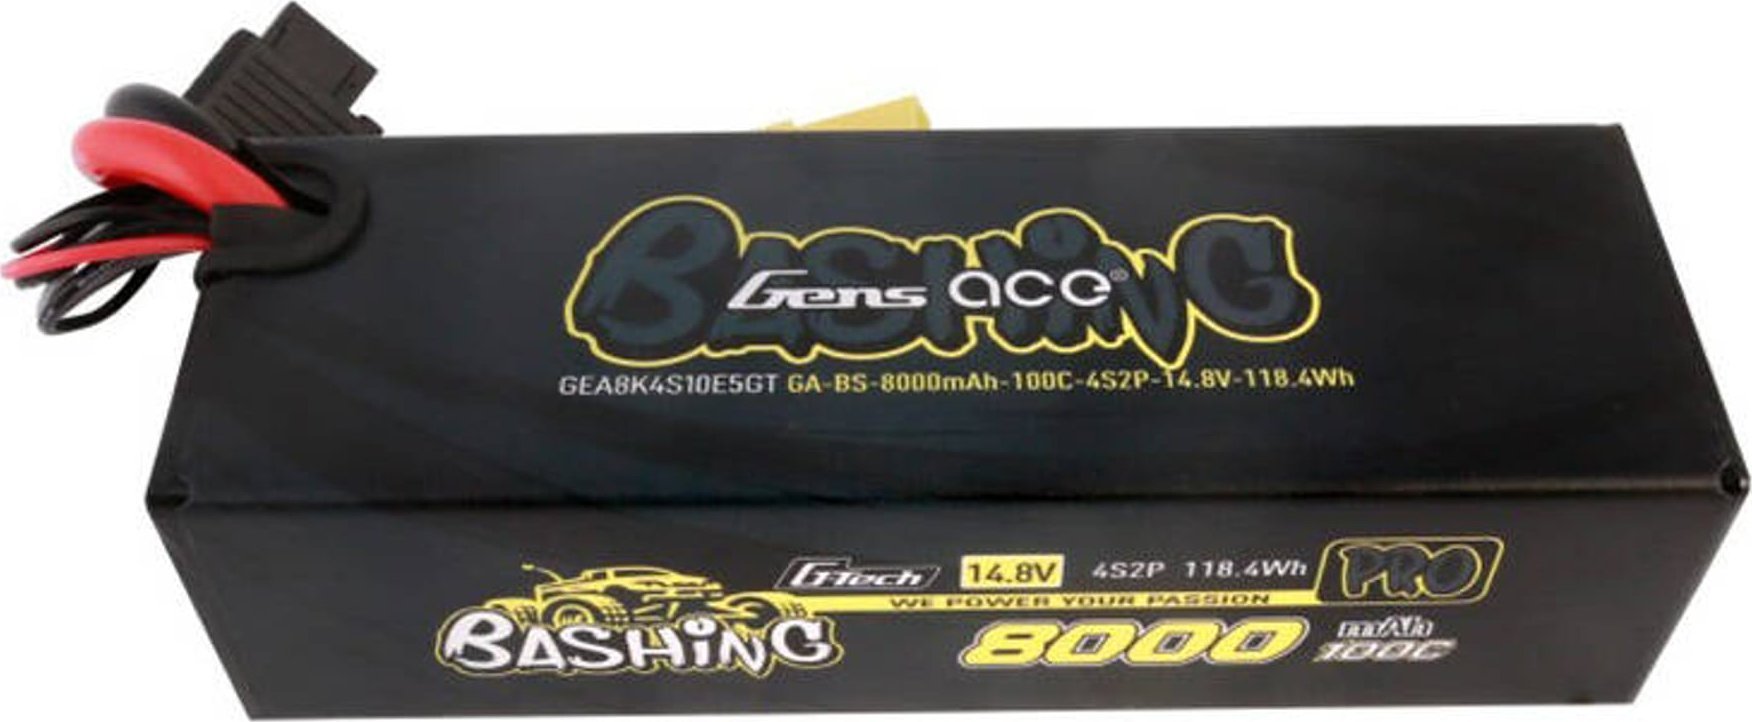 BASHING
Gens ace®
GEA8K4S10E5GT GA-BS-8000mAh-100C-4S2P-14.8V-118.4Wh
G-Tech 14.8V 4S2P 118.4Wh PRO
WE POWER YOUR PASSION
BASHING 8000 mAh
100C